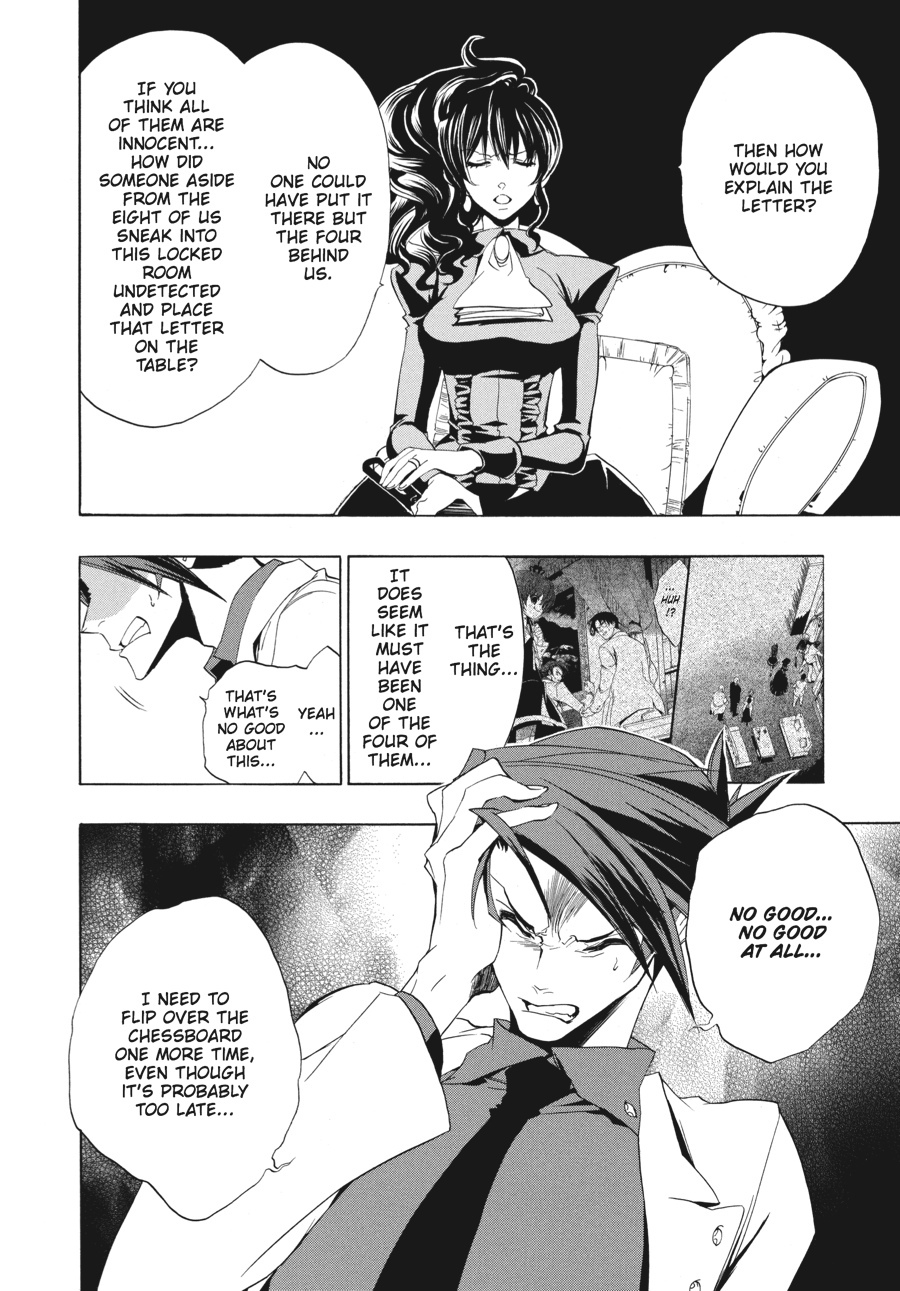 THEN HOW
WOULD YOU
EXPLAIN THE
LETTER?
NO
ONE COULD
HAVE PUT IT
THERE BUT
THE FOUR
BEHIND
US.
IF YOU
THINK ALL
OF THEM ARE
INNOCENT...
HOW DID
SOMEONE ASIDE
FROM THE
EIGHT OF US
SNEAK INTO
THIS LOCKED
ROOM
UNDETECTED
AND PLACE
THAT LETTER
ON THE
TABLE?
...
HUH
!?
THAT'S
THE
THING...
IT
DOES
SEEM
LIKE IT
MUST
HAVE
BEEN
ONE
OF THE
FOUR OF
THEM...
YEAH
...
THAT'S
WHAT'S
NO GOOD
ABOUT
THIS...
NO GOOD...
NO GOOD
AT ALL...
I NEED TO
FLIP OVER THE
CHESSBOARD
ONE MORE TIME,
EVEN THOUGH
IT'S PROBABLY
TOO LATE...